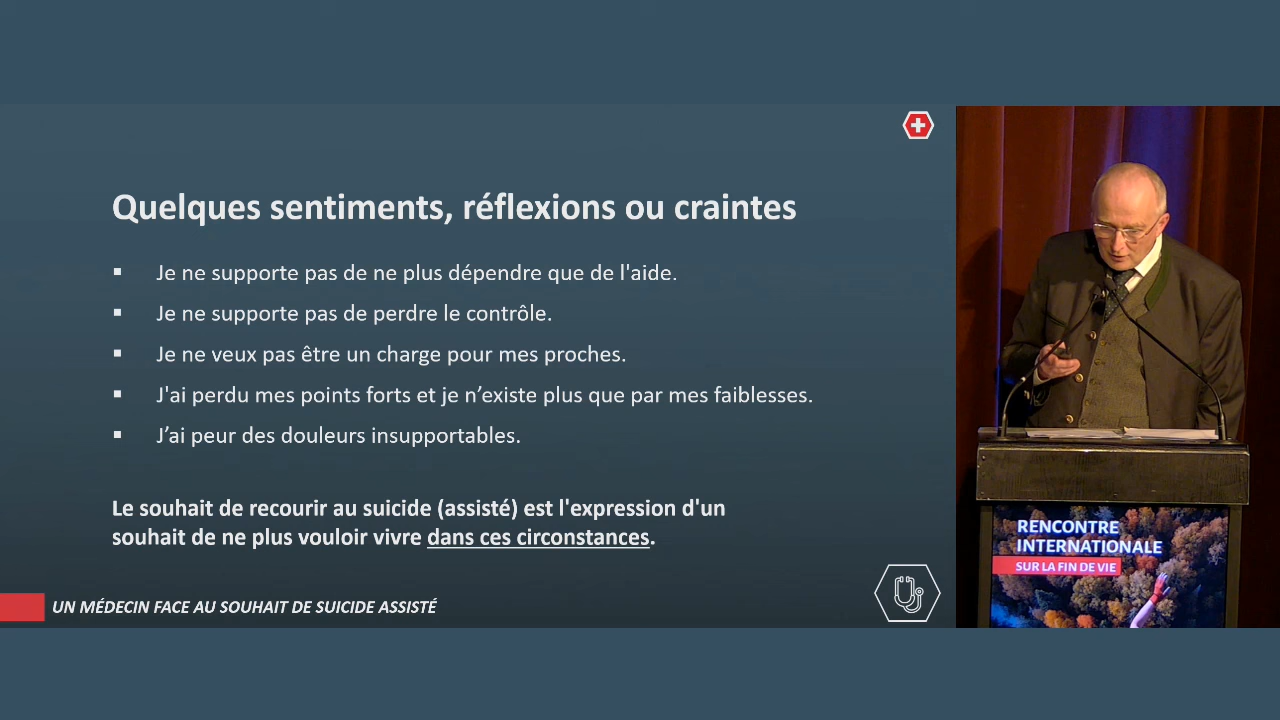 Quelques sentiments, réflexions ou craintes
Je ne supporte pas de ne plus dépendre que de l'aide.
Je ne supporte pas de perdre le contrôle.
Je ne veux pas être un charge pour mes proches.
J'ai perdu mes points forts et je n’existe plus que par mes faiblesses.
J’ai peur des douleurs insupportables.
Le souhait de recourir au suicide (assisté) est l'expression d'un
souhait de ne plus vouloir vivre dans ces circonstances.
UN MÉDECIN FACE AU SOUHAIT DE SUICIDE ASSISTÉ
RENCONTRE
INTERNATIONALE
SUR LA FIN DE VIE